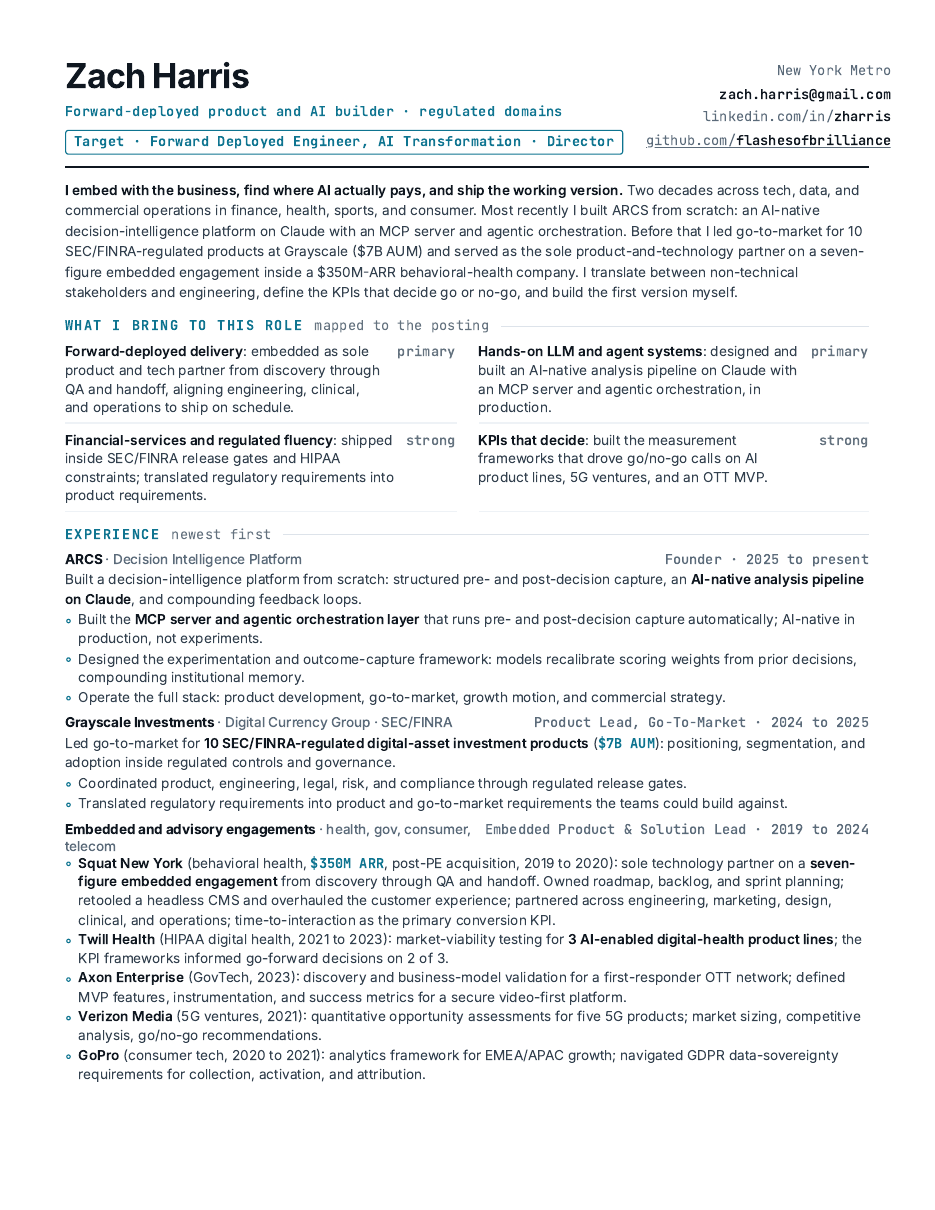 Zach Harris
Forward-deployed product and AI builder · regulated domains
Target · Forward Deployed Engineer, AI Transformation · Director
New York Metro
zach.harris@gmail.com
linkedin.com/in/zharris
github.com/flashesofbrilliance
I embed with the business, find where AI actually pays, and ship the working version. Two decades across tech, data, and
commercial operations in finance, health, sports, and consumer. Most recently I built ARCS from scratch: an AI-native
decision-intelligence platform on Claude with an MCP server and agentic orchestration. Before that I led go-to-market for 10
SEC/FINRA-regulated products at Grayscale ($7B AUM) and served as the sole product-and-technology partner on a seven-
figure embedded engagement inside a $350M-ARR behavioral-health company. I translate between non-technical
stakeholders and engineering, define the KPIs that decide go or no-go, and build the first version myself.
WHAT I BRING TO THIS ROLE mapped to the posting
Forward-deployed delivery: embedded as sole primary
product and tech partner from discovery through
QA and handoff, aligning engineering, clinical,
and operations to ship on schedule.
Hands-on LLM and agent systems: designed and primary
built an AI-native analysis pipeline on Claude with
an MCP server and agentic orchestration, in
production.
Financial-services and regulated fluency: shipped strong
inside SEC/FINRA release gates and HIPAA
constraints; translated regulatory requirements into
product requirements.
KPIs that decide: built the measurement strong
frameworks that drove go/no-go calls on AI
product lines, 5G ventures, and an OTT MVP.
EXPERIENCE newest first
ARCS · Decision Intelligence Platform Founder · 2025 to present
Built a decision-intelligence platform from scratch: structured pre- and post-decision capture, an AI-native analysis pipeline
on Claude, and compounding feedback loops.
Built the MCP server and agentic orchestration layer that runs pre- and post-decision capture automatically; AI-native in
production, not experiments.
Designed the experimentation and outcome-capture framework: models recalibrate scoring weights from prior decisions,
compounding institutional memory.
Operate the full stack: product development, go-to-market, growth motion, and commercial strategy.
Grayscale Investments · Digital Currency Group · SEC/FINRA Product Lead, Go-To-Market · 2024 to 2025
Led go-to-market for 10 SEC/FINRA-regulated digital-asset investment products ($7B AUM): positioning, segmentation, and
adoption inside regulated controls and governance.
Coordinated product, engineering, legal, risk, and compliance through regulated release gates.
Translated regulatory requirements into product and go-to-market requirements the teams could build against.
Embedded and advisory engagements · health, gov, consumer, Embedded Product & Solution Lead · 2019 to 2024
telecom
Squat New York (behavioral health, $350M ARR, post-PE acquisition, 2019 to 2020): sole technology partner on a seven-
figure embedded engagement from discovery through QA and handoff. Owned roadmap, backlog, and sprint planning;
retooled a headless CMS and overhauled the customer experience; partnered across engineering, marketing, design,
clinical, and operations; time-to-interaction as the primary conversion KPI.
Twill Health (HIPAA digital health, 2021 to 2023): market-viability testing for 3 AI-enabled digital-health product lines; the
KPI frameworks informed go-forward decisions on 2 of 3.
Axon Enterprise (GovTech, 2023): discovery and business-model validation for a first-responder OTT network; defined
MVP features, instrumentation, and success metrics for a secure video-first platform.
Verizon Media (5G ventures, 2021): quantitative opportunity assessments for five 5G products; market sizing, competitive
analysis, go/no-go recommendations.
GoPro (consumer tech, 2020 to 2021): analytics framework for EMEA/APAC growth; navigated GDPR data-sovereignty
requirements for collection, activation, and attribution.